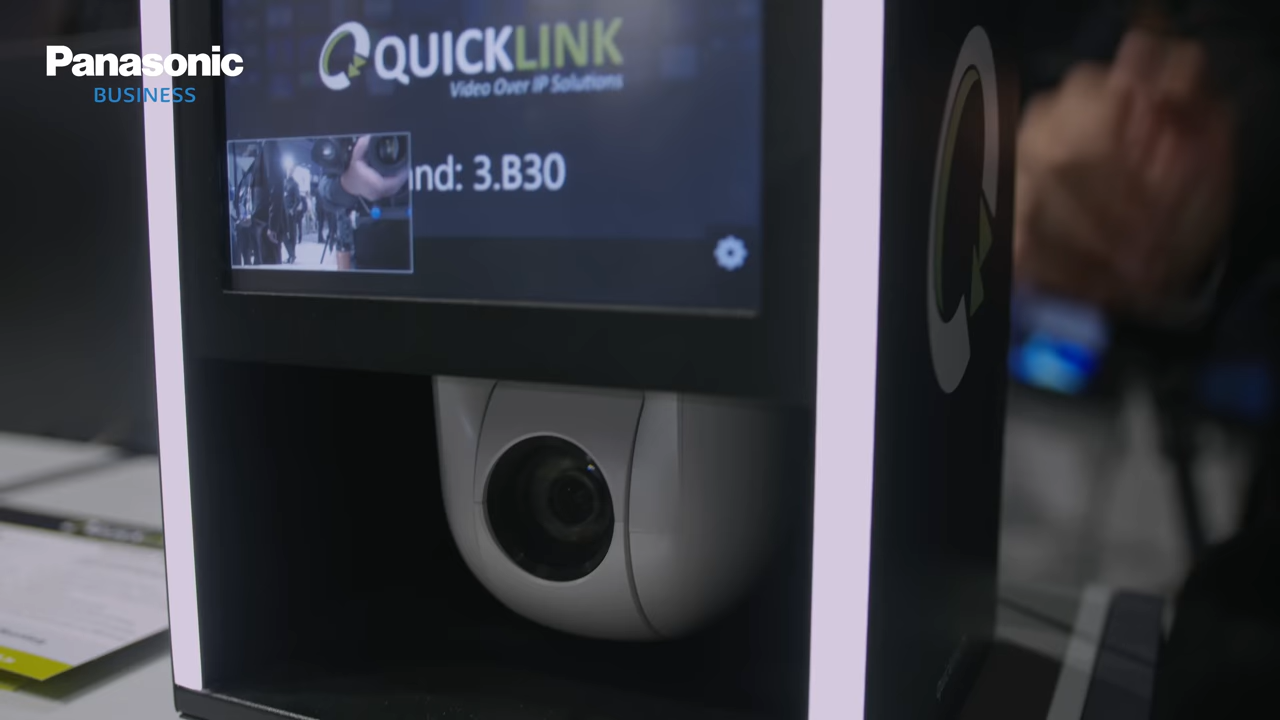 Panasonic
BUSINESS
QUICKLINK
Video Over IP Solutions
nd: 3.B30